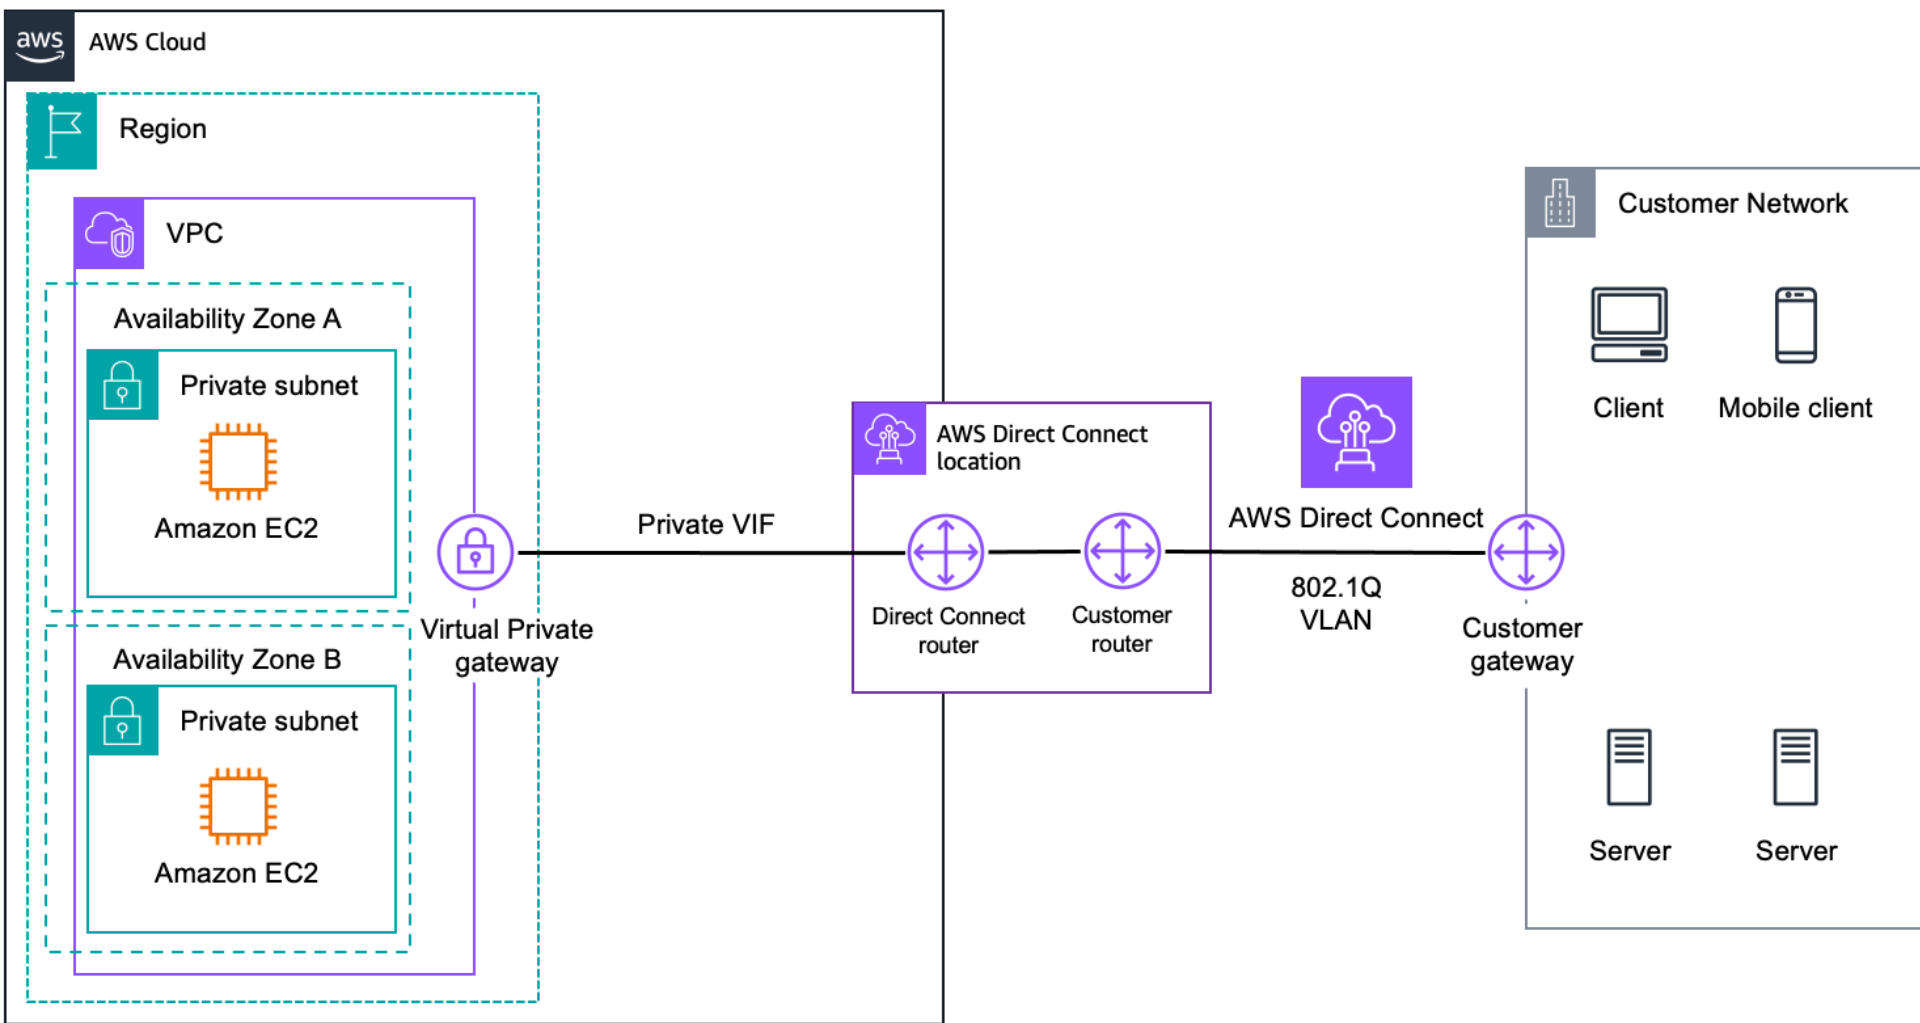 aws
AWS Cloud
Region
VPC
Availability Zone A
Private subnet
Amazon EC2
Availability Zone B
Private subnet
Amazon EC2
Virtual Private
gateway
Private VIF
AWS Direct Connect
location
Direct Connect
router
Customer
router
AWS Direct Connect
802.1Q
VLAN
Customer
gateway
Customer Network
Client
Mobile client
Server
Server